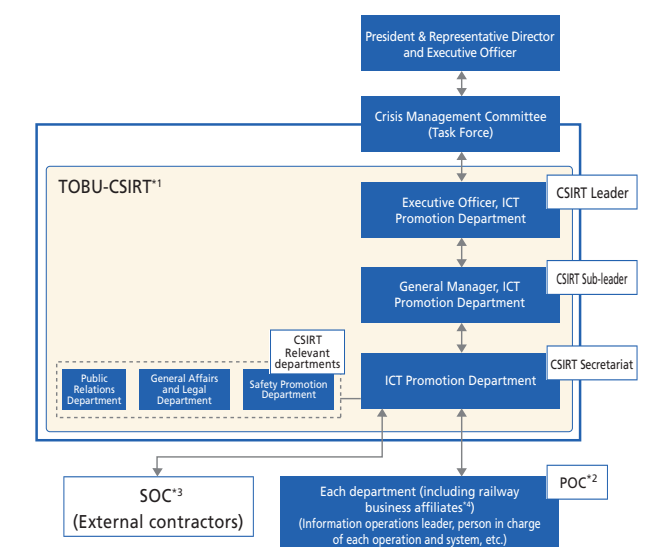 President & Representative Director
and Executive Officer
Crisis Management Committee
(Task Force)
TOBU-CSIRT*1
CSIRT Leader
Executive Officer, ICT
Promotion Department
CSIRT Sub-leader
General Manager, ICT
Promotion Department
CSIRT
Relevant
departments
CSIRT Secretariat
Public
Relations
Department
General Affairs
and Legal
Department
Safety Promotion
Department
ICT Promotion Department
SOC*3
(External contractors)
POC*2
Each department (including railway
business affiliates*4)
(Information operations leader, person in charge
of each operation and system, etc.)